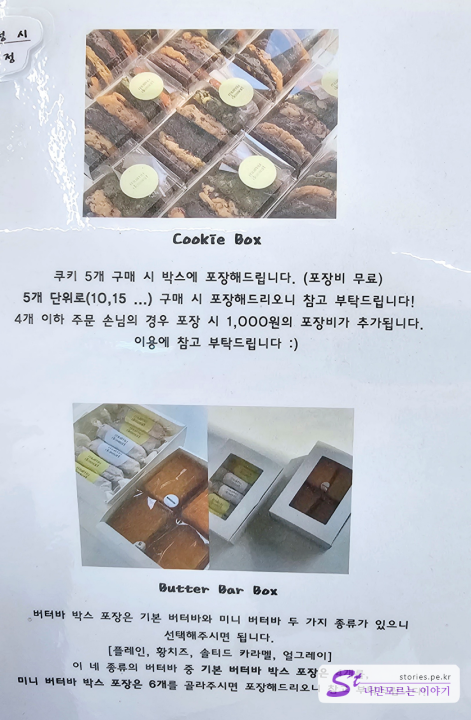 시
정
Cookie Box
쿠키 5개 구매 시 박스에 포장해드립니다. (포장비 무료)
5개 단위로(10,15 ...) 구매 시 포장해드리오니 참고 부탁드립니다!
4개 이하 주문 손님의 경우 포장 시 1,000원의 포장비가 추가됩니다.
이용에 참고 부탁드립니다 :)
Butter Bar Box
버터바 박스 포장은 기본 버터바와 미니 버터바 두 가지 종류가 있으니
선택해주시면 됩니다.
[플레인, 황치즈, 솔티드 카라멜, 얼그레이]
이 네 종류의 버터바 중 기본 버터바 박스 포장은
미니 버터바 박스 포장은 6개를 골라주시면 포장해드리오니
St
stories.pe.kr
나만모르는 이야기